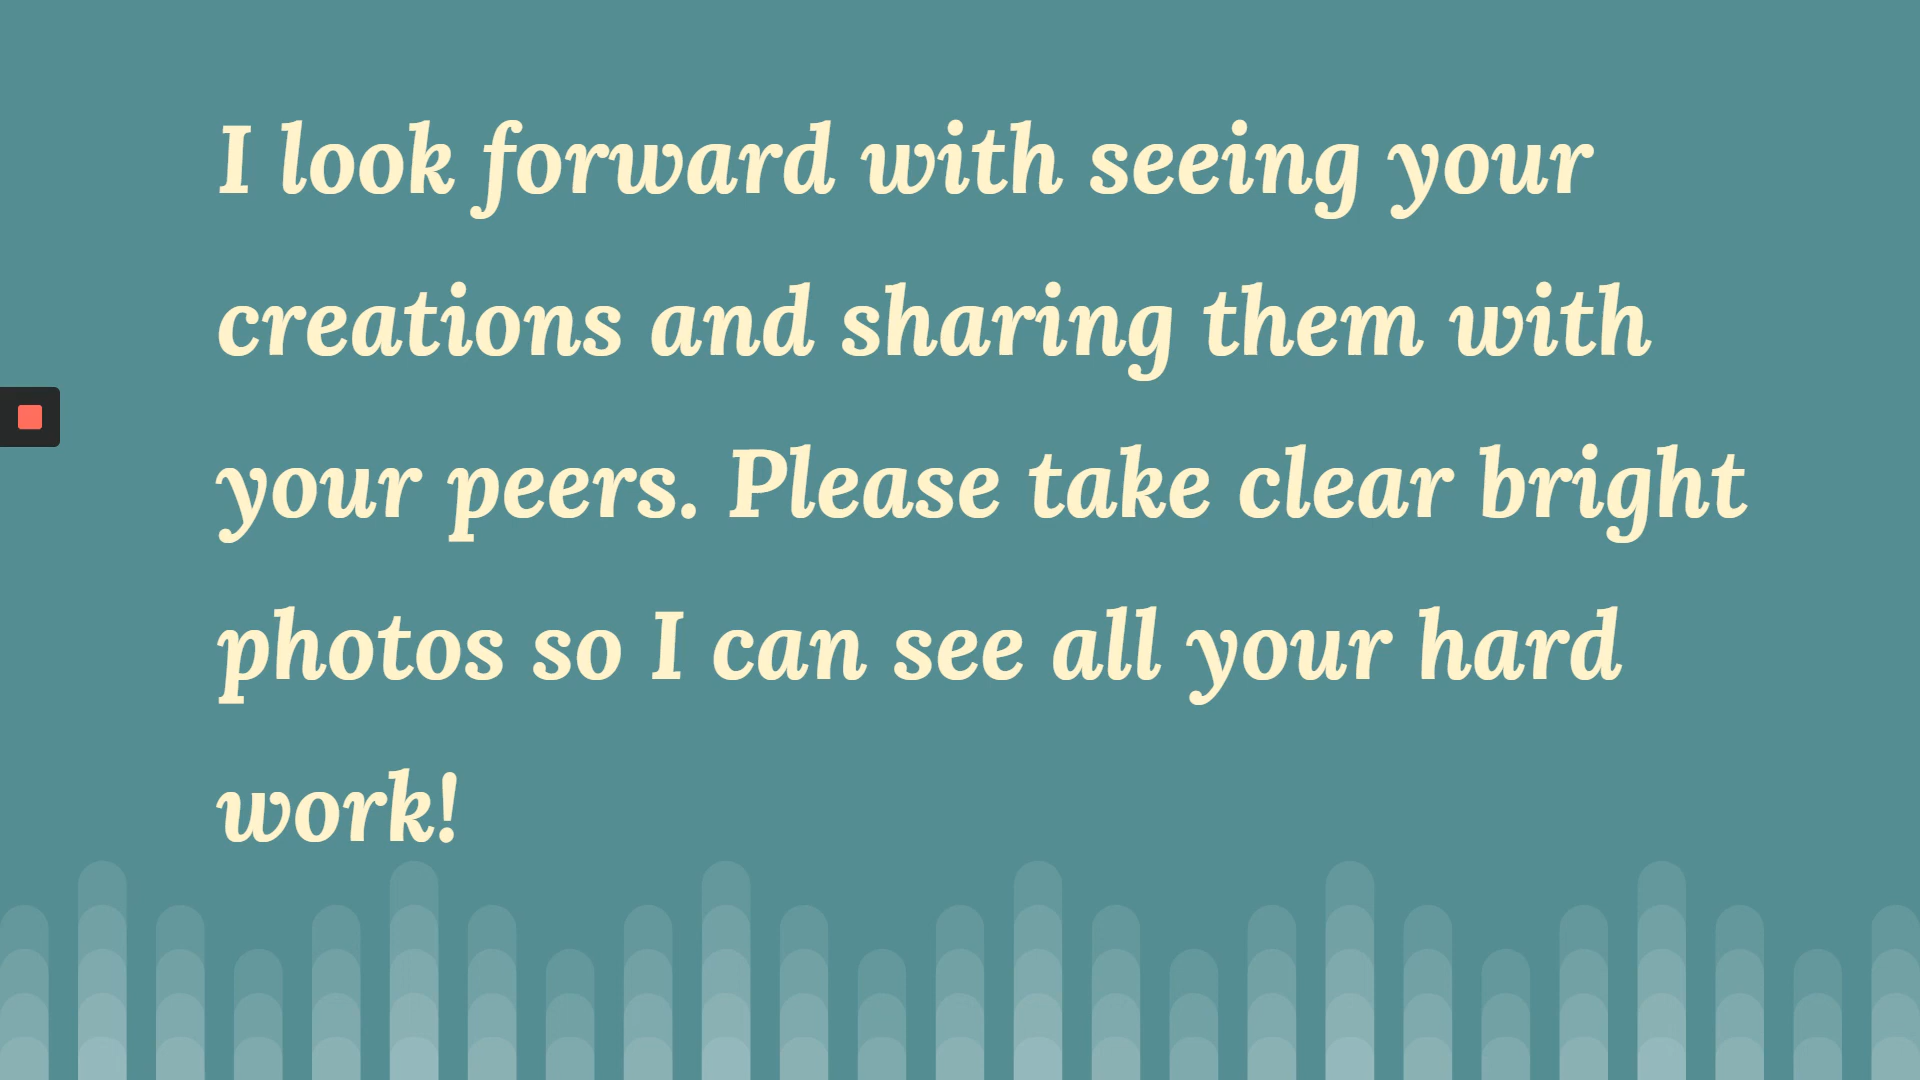 I look forward with seeing your
creations and sharing them with
your peers. Please take clear bright
photos so I can see all your hard
work!